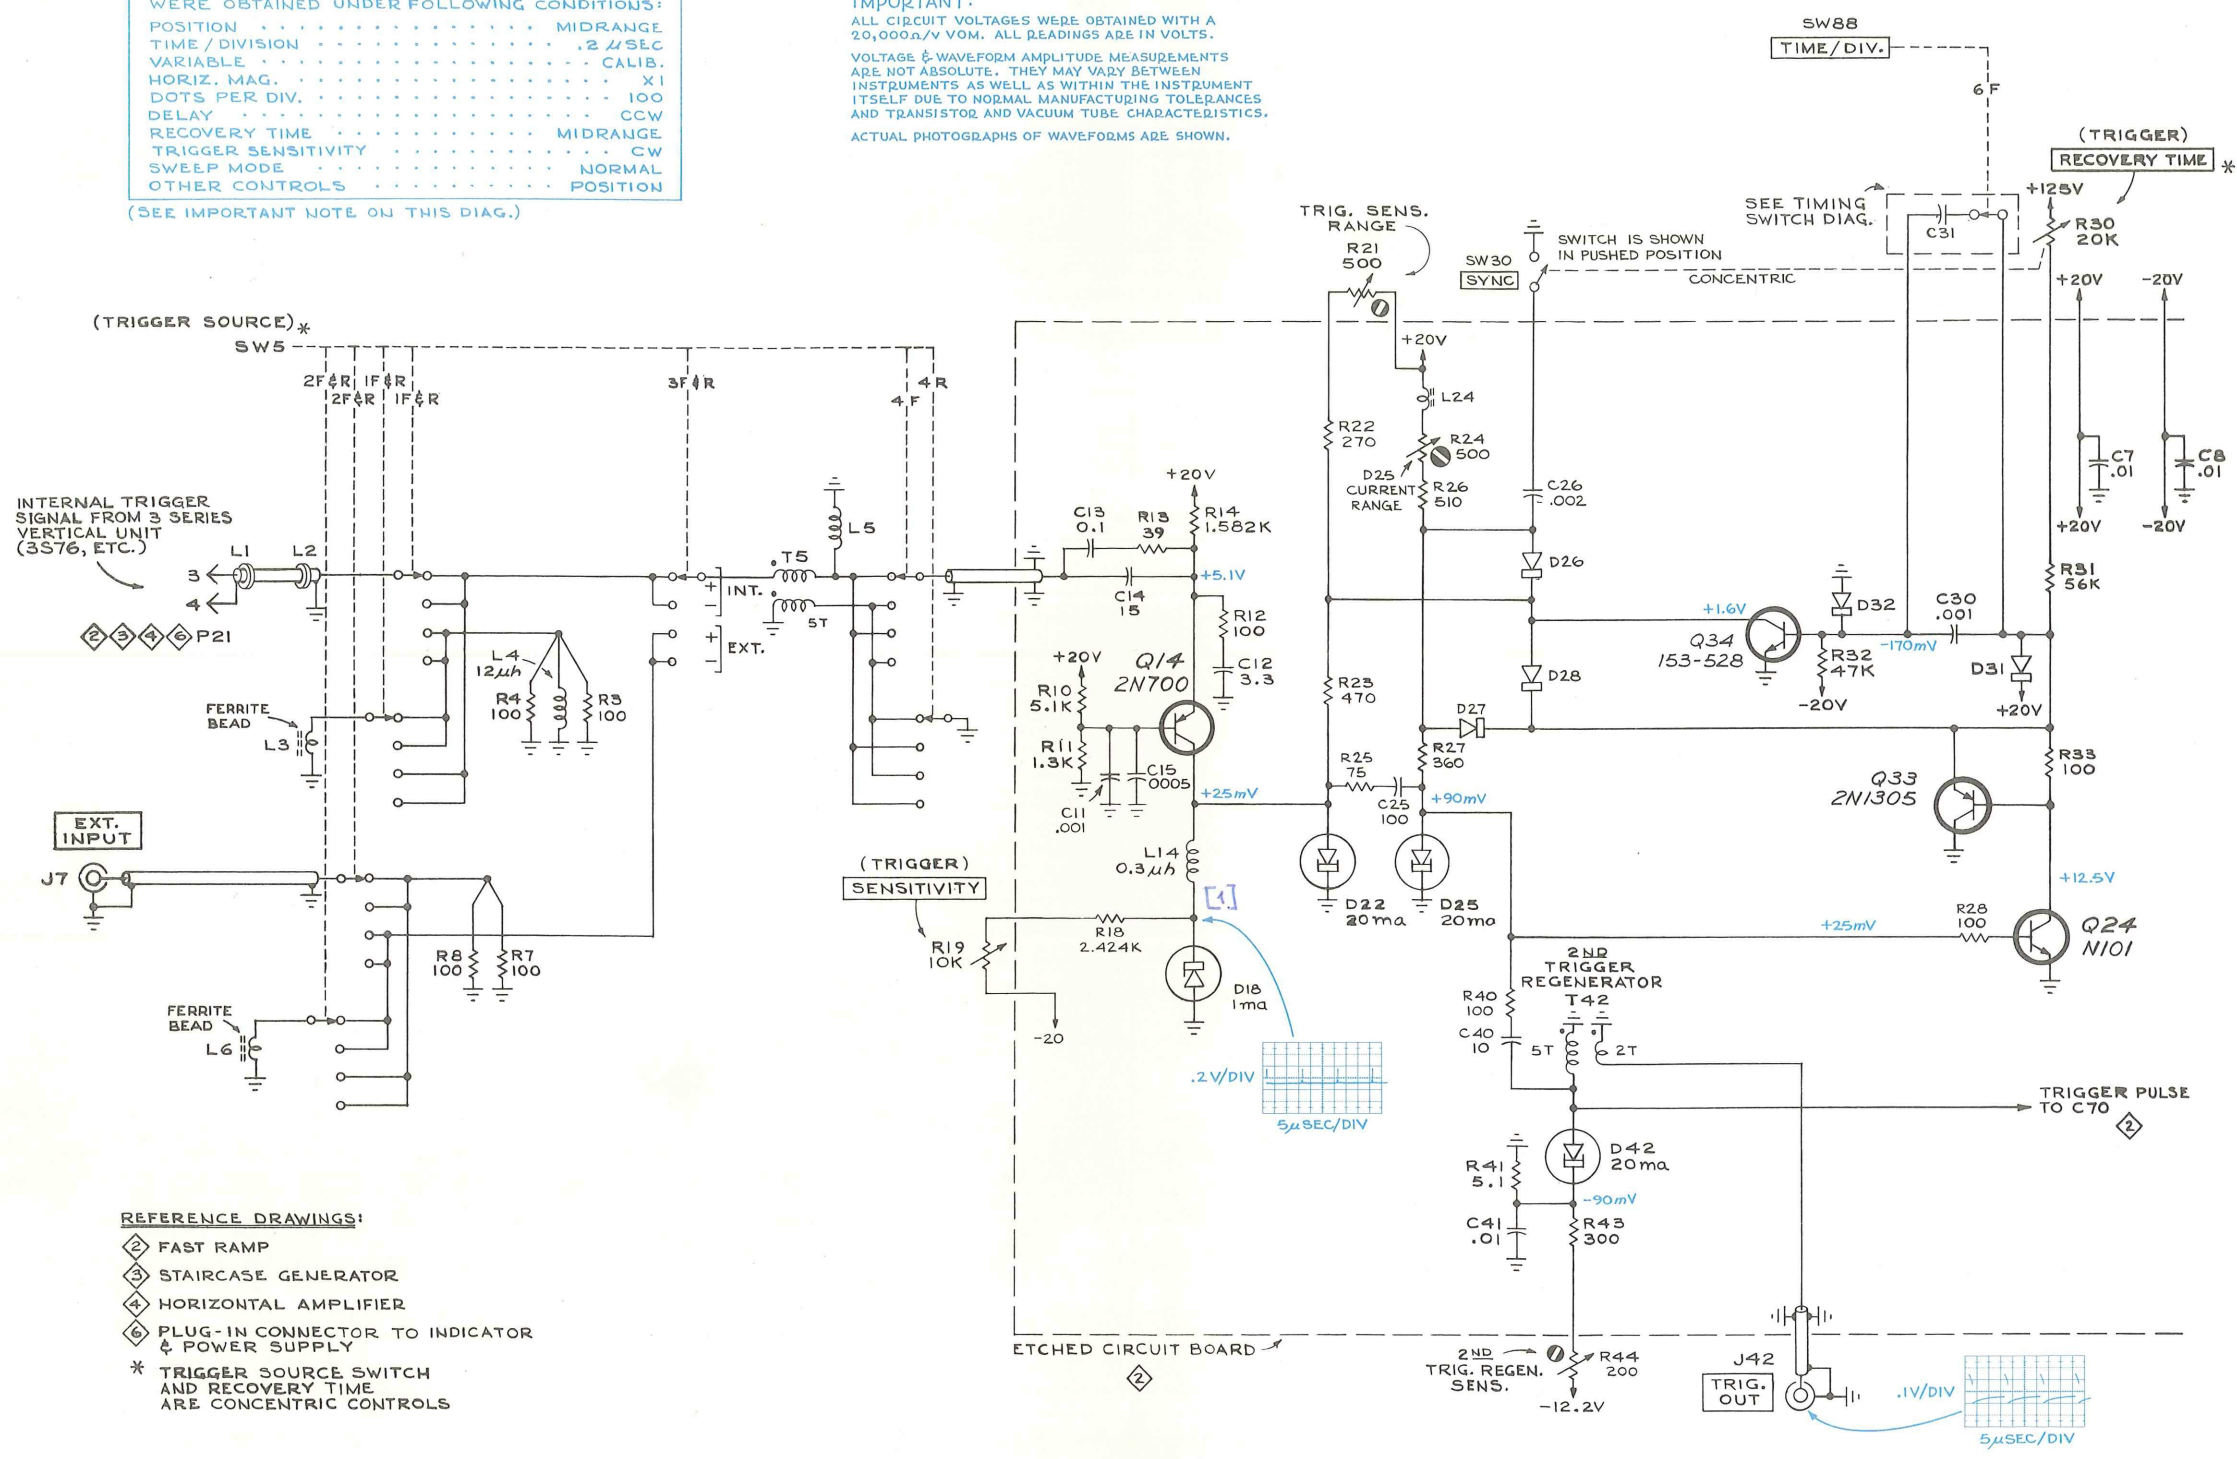 WERE OBTAINED UNDER FOLLOWING CONDITIONS:
POSITION MIDRANGE
TIME / DIVISION .2 µSEC
VARIABLE CALIB.
HORIZ. MAG. X1
DOTS PER DIV. 100
DELAY CCW
RECOVERY TIME MIDRANGE
TRIGGER SENSITIVITY CW
SWEEP MODE NORMAL
OTHER CONTROLS POSITION
(SEE IMPORTANT NOTE ON THIS DIAG.)
IMPORTANT:
ALL CIRCUIT VOLTAGES WERE OBTAINED WITH A
20,000Ω/V VOM. ALL READINGS ARE IN VOLTS.
VOLTAGE & WAVEFORM AMPLITUDE MEASUREMENTS
ARE NOT ABSOLUTE. THEY MAY VARY BETWEEN
INSTRUMENTS AS WELL AS WITHIN THE INSTRUMENT
ITSELF DUE TO NORMAL MANUFACTURING TOLERANCES
AND TRANSISTOR AND VACUUM TUBE CHARACTERISTICS.
ACTUAL PHOTOGRAPHS OF WAVEFORMS ARE SHOWN.
SW88
TIME/DIV.
6 F
(TRIGGER)
RECOVERY TIME *
+125V
R30
20K
SEE TIMING
SWITCH DIAG.
C31
TRIG. SENS.
RANGE
R21
500
SW30
SYNC
SWITCH IS SHOWN
IN PUSHED POSITION
CONCENTRIC
+20V
-20V
C7
.01
C8
.01
+20V
-20V
(TRIGGER SOURCE) *
SW5
2F&R
1F&R
2F&R
1F&R
3F&R
4 F
4 R
INTERNAL TRIGGER
SIGNAL FROM 3 SERIES
VERTICAL UNIT
(3S76, ETC.)
L1
L2
3
4
2 3 4 6 P21
FERRITE
BEAD
L3
L4
12µh
R4
100
R3
100
+
INT.
-
+
EXT.
-
T5
5T
L5
EXT.
INPUT
J7
R8
100
R7
100
FERRITE
BEAD
L6
C13
0.1
R13
39
+20V
R14
1.582K
+5.1V
C14
15
R12
100
C12
3.3
+20V
Q14
2N700
R10
5.1K
R11
1.3K
C15
.0005
C11
.001
+25mV
L14
0.3µh
[1]
(TRIGGER)
SENSITIVITY
R19
10K
R18
2.424K
-20
D18
1ma
.2V/DIV
5µSEC/DIV
R22
270
+20V
L24
R24
500
D25
CURRENT
RANGE
R26
510
C26
.002
D26
R23
470
D28
D27
R27
360
R25
75
C25
100
+90mV
D22
20ma
D25
20ma
+1.6V
Q34
153-528
D32
C30
.001
-170mV
R32
47K
-20V
D31
+20V
R31
56K
R33
100
Q33
2N1305
+12.5V
+25mV
R28
100
Q24
N101
2ND
TRIGGER
REGENERATOR
T42
R40
100
C40
10
5T
2T
TRIGGER PULSE
TO C70
2
D42
20ma
R41
5.1
-90mV
C41
.01
R43
300
2ND
TRIG. REGEN.
SENS.
R44
200
-12.2V
J42
TRIG.
OUT
.1V/DIV
5µSEC/DIV
ETCHED CIRCUIT BOARD
2
REFERENCE DRAWINGS:
2 FAST RAMP
3 STAIRCASE GENERATOR
4 HORIZONTAL AMPLIFIER
6 PLUG-IN CONNECTOR TO INDICATOR
& POWER SUPPLY
* TRIGGER SOURCE SWITCH
AND RECOVERY TIME
ARE CONCENTRIC CONTROLS